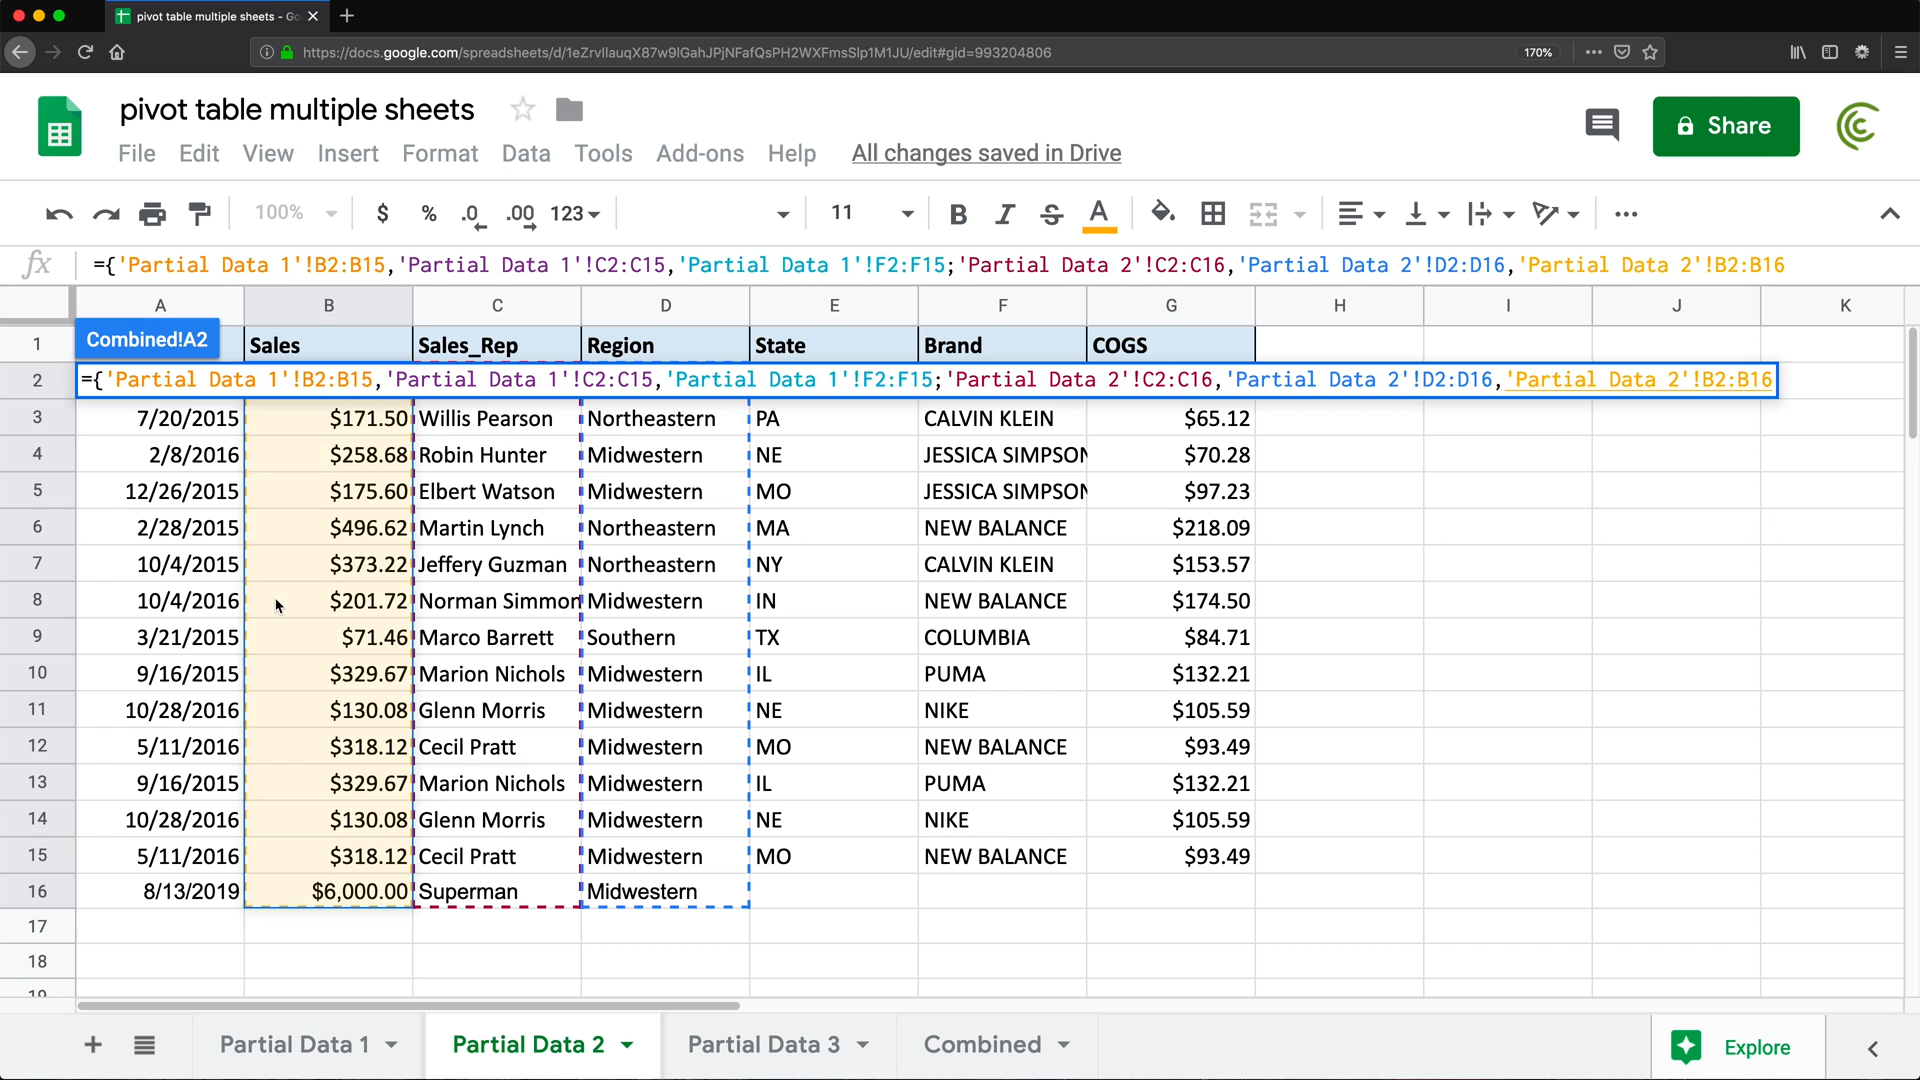 pivot table multiple sheets - Go
https://docs.google.com/spreadsheets/d/1eZrvIlauqX87w9lGahJPjNFafQsPH2WXFmsSlp1M1JU/edit#gid=993204806 170%
pivot table multiple sheets
Share
File Edit View Insert Format Data Tools Add-ons Help All changes saved in Drive
100% $ % .0 .00 123 11 B I S A
fx ={'Partial Data 1'!B2:B15,'Partial Data 1'!C2:C15,'Partial Data 1'!F2:F15;'Partial Data 2'!C2:C16,'Partial Data 2'!D2:D16,'Partial Data 2'!B2:B16
A B C D E F G H I J K
1 Combined!A2 Sales Sales_Rep Region State Brand COGS
2 ={'Partial Data 1'!B2:B15,'Partial Data 1'!C2:C15,'Partial Data 1'!F2:F15;'Partial Data 2'!C2:C16,'Partial Data 2'!D2:D16,'Partial Data 2'!B2:B16
3 7/20/2015 $171.50 Willis Pearson Northeastern PA CALVIN KLEIN $65.12
4 2/8/2016 $258.68 Robin Hunter Midwestern NE JESSICA SIMPSON $70.28
5 12/26/2015 $175.60 Elbert Watson Midwestern MO JESSICA SIMPSON $97.23
6 2/28/2015 $496.62 Martin Lynch Northeastern MA NEW BALANCE $218.09
7 10/4/2015 $373.22 Jeffery Guzman Northeastern NY CALVIN KLEIN $153.57
8 10/4/2016 $201.72 Norman Simmon Midwestern IN NEW BALANCE $174.50
9 3/21/2015 $71.46 Marco Barrett Southern TX COLUMBIA $84.71
10 9/16/2015 $329.67 Marion Nichols Midwestern IL PUMA $132.21
11 10/28/2016 $130.08 Glenn Morris Midwestern NE NIKE $105.59
12 5/11/2016 $318.12 Cecil Pratt Midwestern MO NEW BALANCE $93.49
13 9/16/2015 $329.67 Marion Nichols Midwestern IL PUMA $132.21
14 10/28/2016 $130.08 Glenn Morris Midwestern NE NIKE $105.59
15 5/11/2016 $318.12 Cecil Pratt Midwestern MO NEW BALANCE $93.49
16 8/13/2019 $6,000.00 Superman Midwestern
17
18
19
Partial Data 1 Partial Data 2 Partial Data 3 Combined Explore